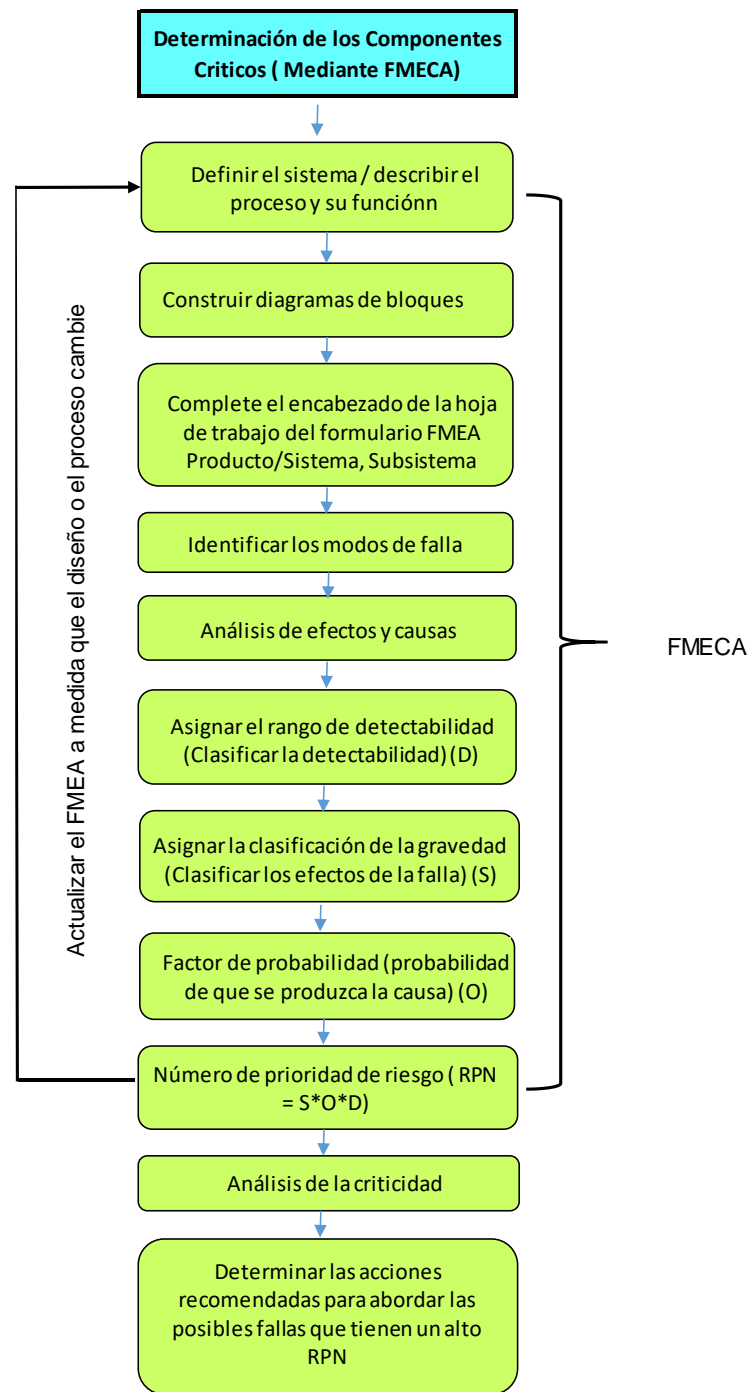 Determinación de los Componentes
Criticos ( Mediante FMECA)
Definir el sistema / describir el
proceso y su funciónn
Construir diagramas de bloques
Complete el encabezado de la hoja
de trabajo del formulario FMEA
Producto/Sistema, Subsistema
Identificar los modos de falla
Análisis de efectos y causas
Asignar el rango de detectabilidad
(Clasificar la detectabilidad) (D)
Asignar la clasificación de la gravedad
(Clasificar los efectos de la falla) (S)
Factor de probabilidad (probabilidad
de que se produzca la causa) (O)
Número de prioridad de riesgo ( RPN
= S*O*D)
Análisis de la criticidad
Determinar las acciones
recomendadas para abordar las
posibles fallas que tienen un alto
RPN
Actualizar el FMEA a medida que el diseño o el proceso cambie
FMECA